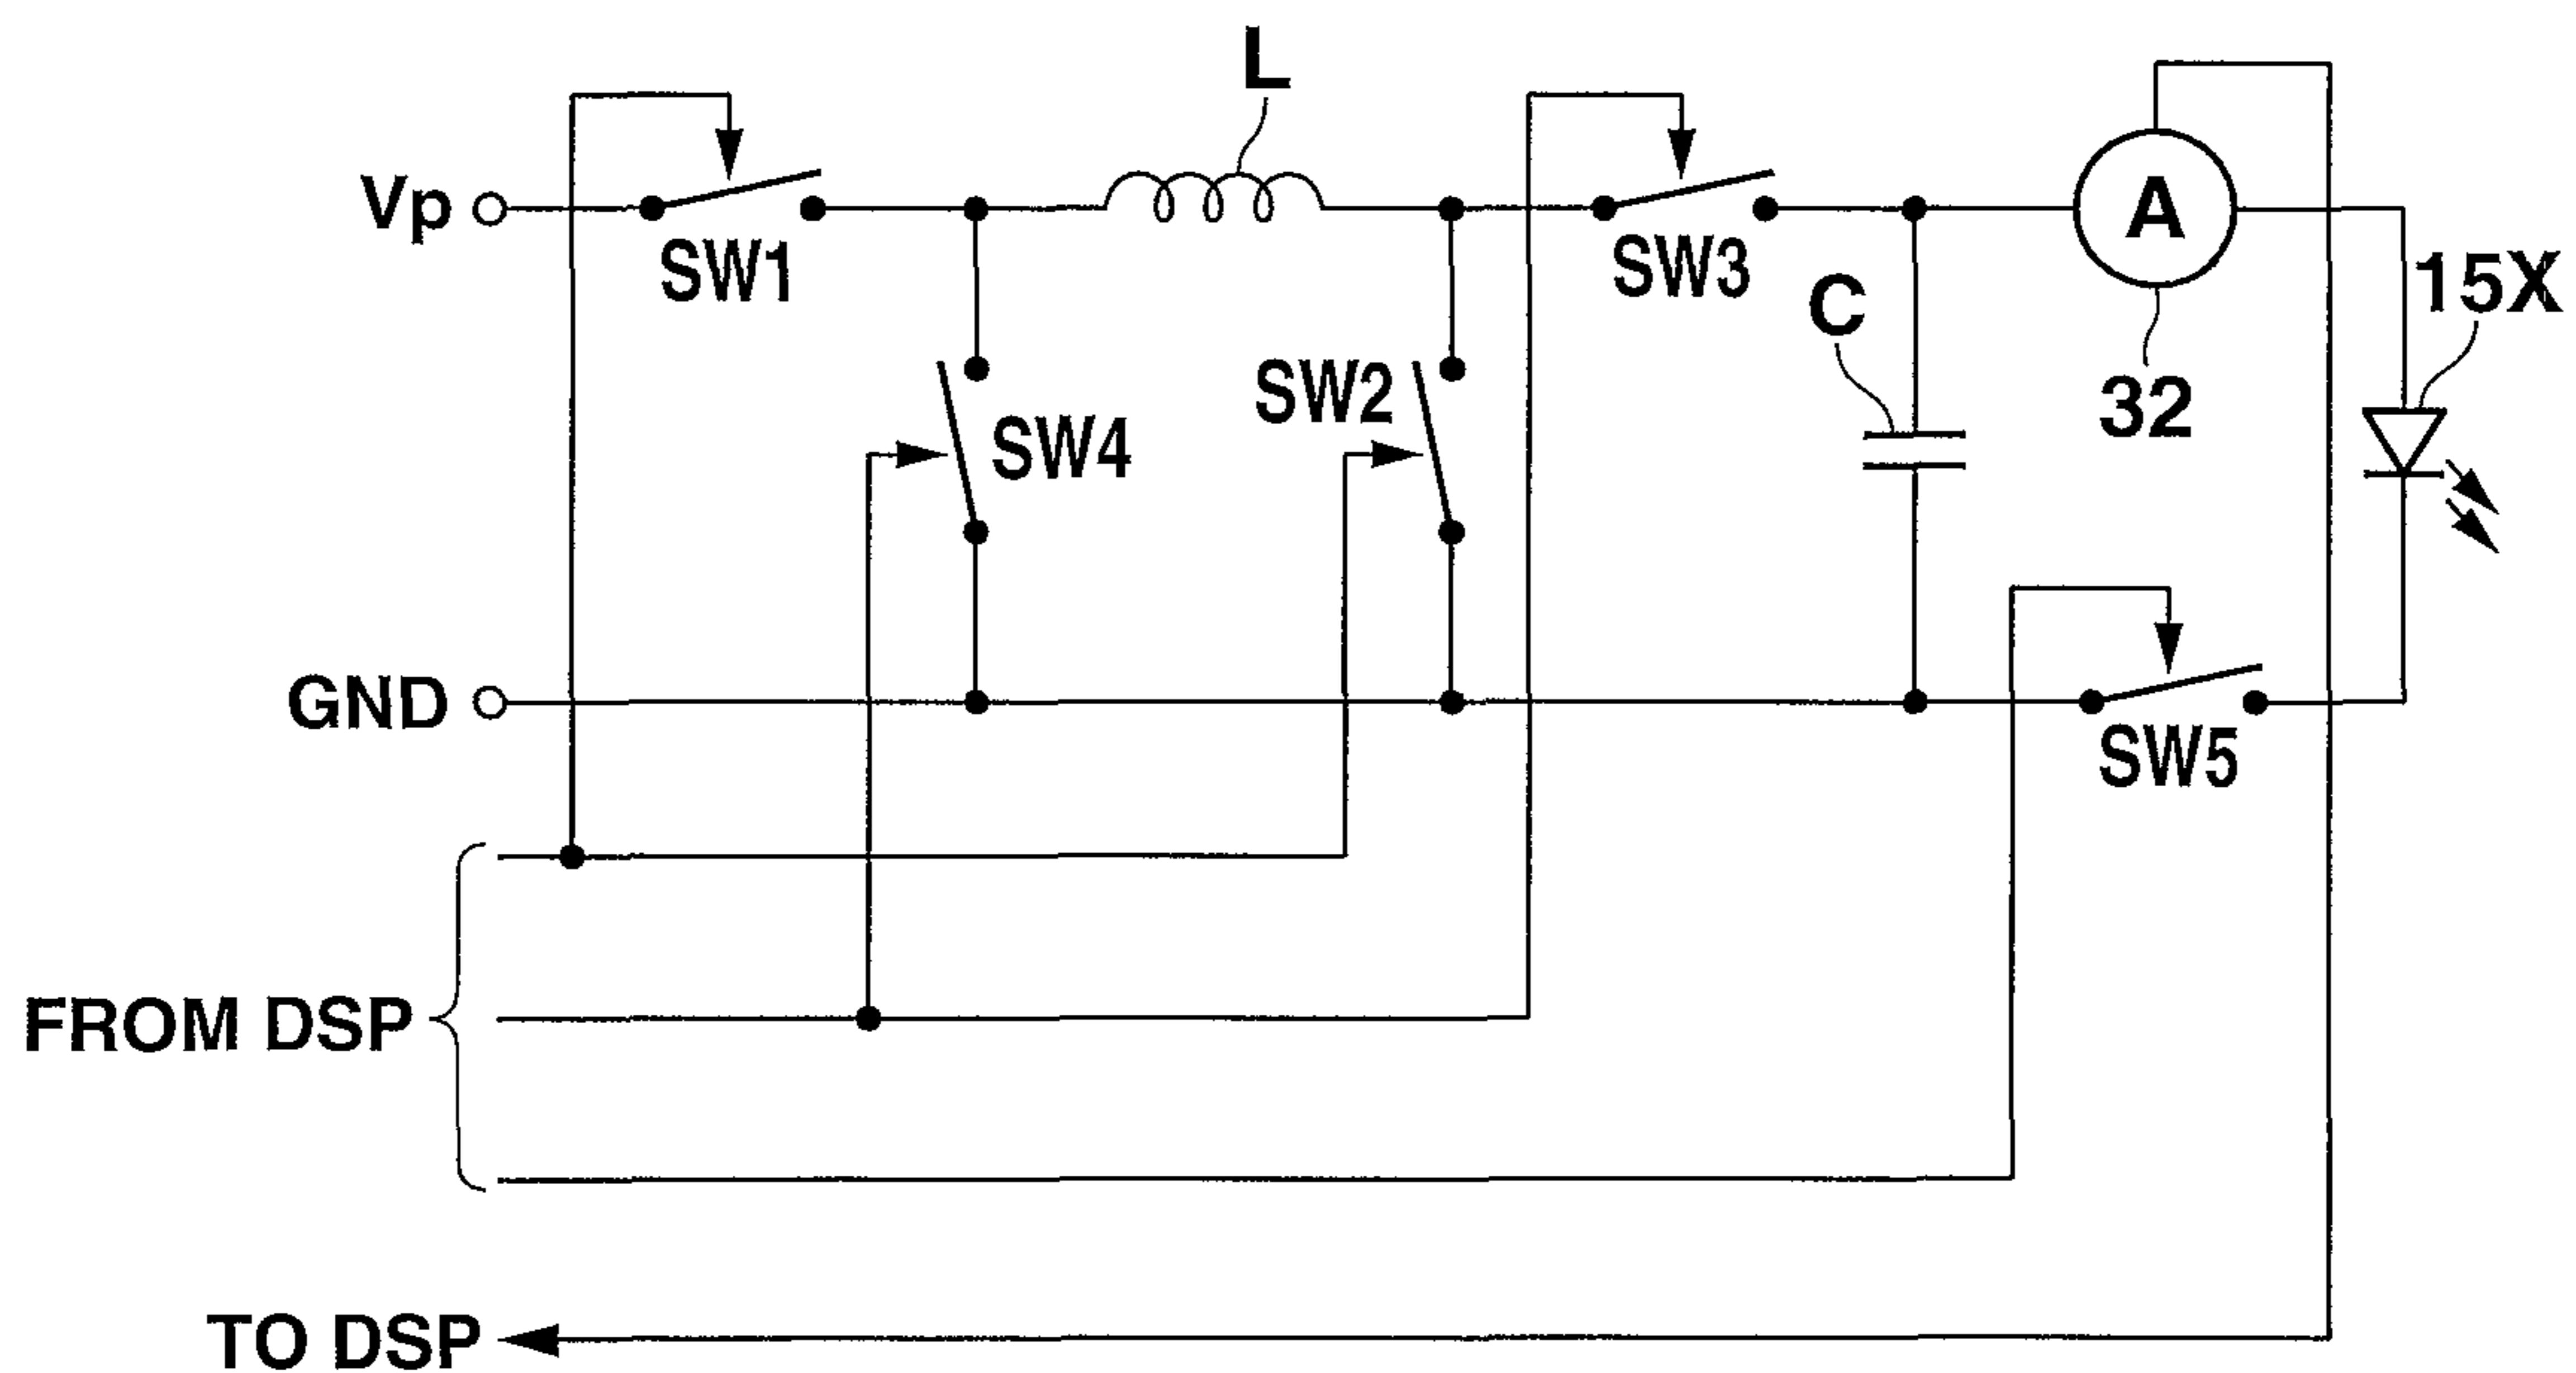 L
Vp
SW1
SW3
A
15X
C
32
SW4
SW2
GND
SW5
FROM DSP
TO DSP